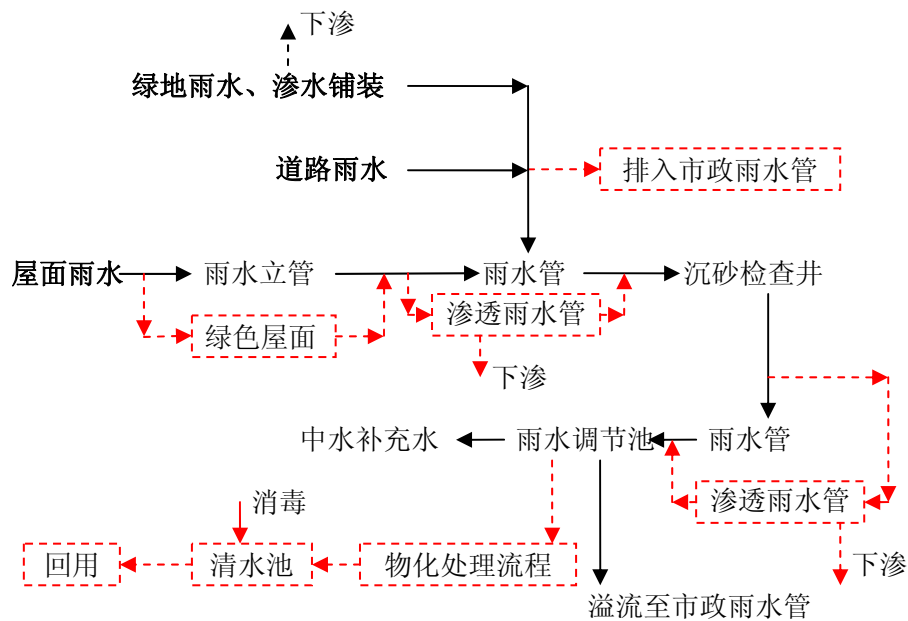 下渗
绿地雨水、渗水铺装
道路雨水
排入市政雨水管
屋面雨水
雨水立管
雨水管
沉砂检查井
绿色屋面
渗透雨水管
下渗
中水补充水
雨水调节池
雨水管
消毒
渗透雨水管
回用
清水池
物化处理流程
下渗
溢流至市政雨水管